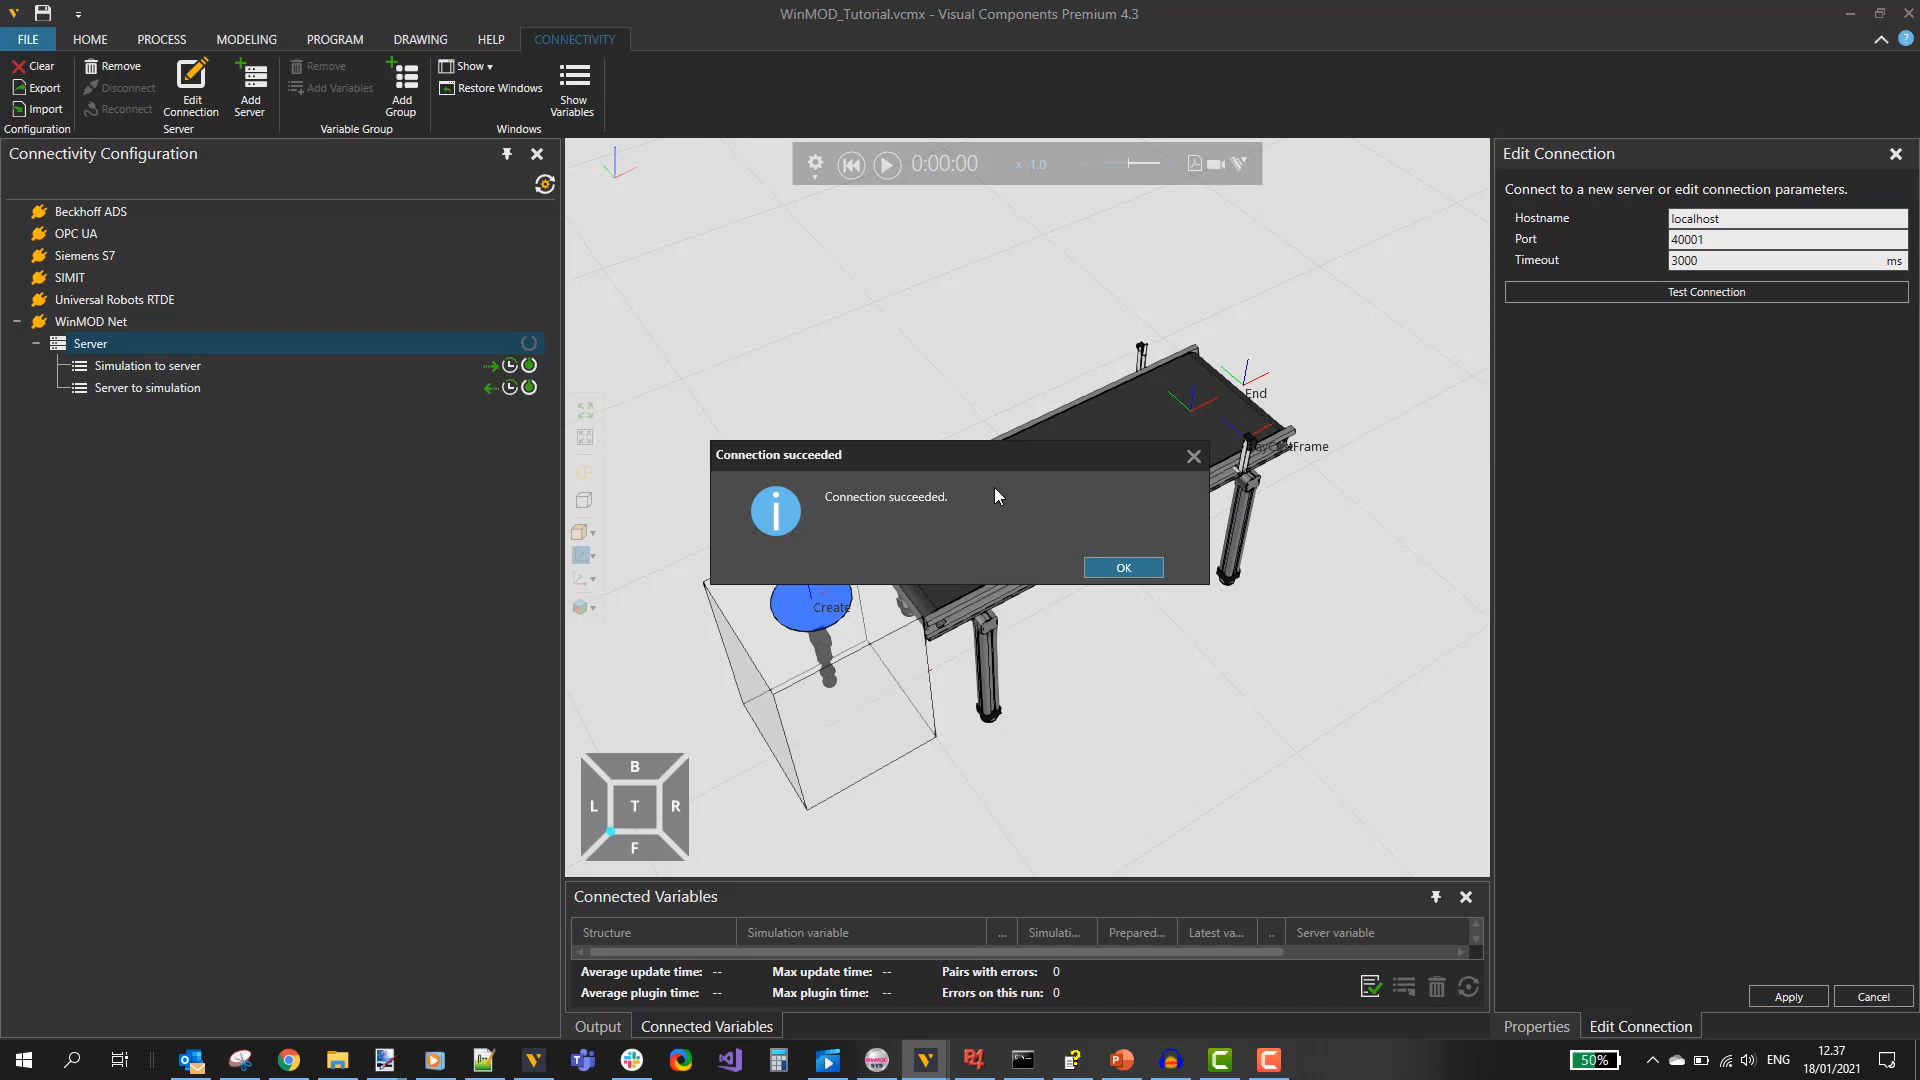 WinMOD_Tutorial.vcmx - Visual Components Premium 4.3
FILE HOME PROCESS MODELING PROGRAM DRAWING HELP CONNECTIVITY
Clear
Export
Import
Configuration
Remove
Disconnect
Reconnect
Edit Connection
Add Server
Server
Remove
Add Variables
Add Group
Variable Group
Show
Restore Windows
Show Variables
Windows
Connectivity Configuration
Beckhoff ADS
OPC UA
Siemens S7
SIMIT
Universal Robots RTDE
WinMOD Net
Server
Simulation to server
Server to simulation
0:00:00 x 1.0
End
Frame
Create
Connection succeeded
Connection succeeded.
OK
B
L T R
F
Connected Variables
Structure Simulation variable ... Simulati... Prepared... Latest va... .. Server variable
Average update time: -- Max update time: -- Pairs with errors: 0
Average plugin time: -- Max plugin time: -- Errors on this run: 0
Output Connected Variables
Edit Connection
Connect to a new server or edit connection parameters.
Hostname localhost
Port 40001
Timeout 3000 ms
Test Connection
Apply Cancel
Properties Edit Connection
50%
ENG
12.37
18/01/2021